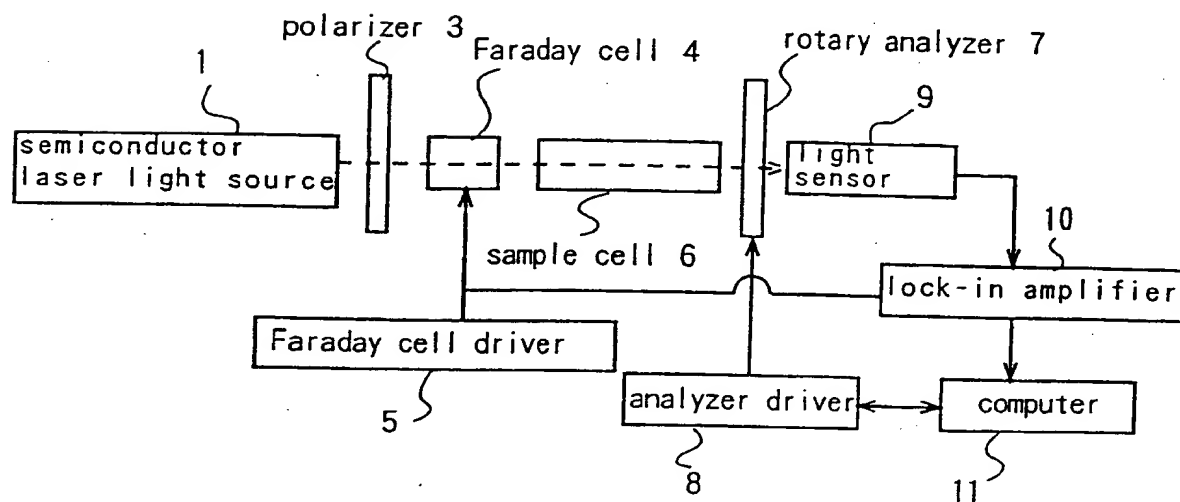 polarizer 3
Faraday cell 4
rotary analyzer 7
1
9
semiconductor
laser light source
light
sensor
10
sample cell 6
lock-in amplifier
Faraday cell driver
5
analyzer driver
computer
8
11